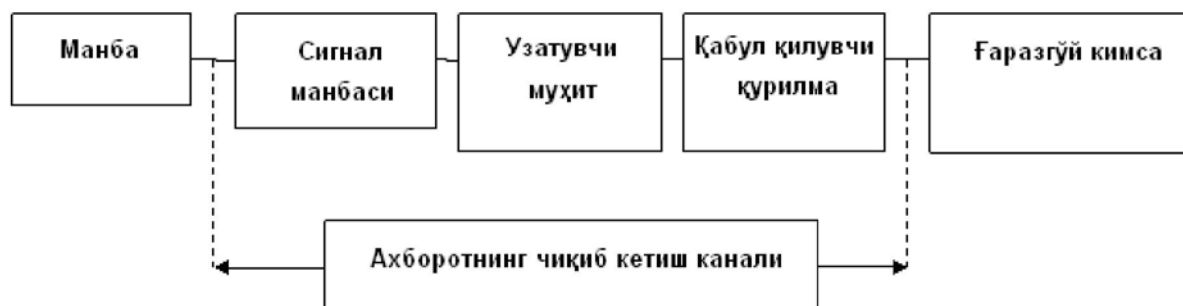 Манба
Сигнал
манбаси
Узатувчи
муҳит
Қабул қилувчи
қурилма
Ғаразгўй кимса
Ахборотнинг чиқиб кетиш канали